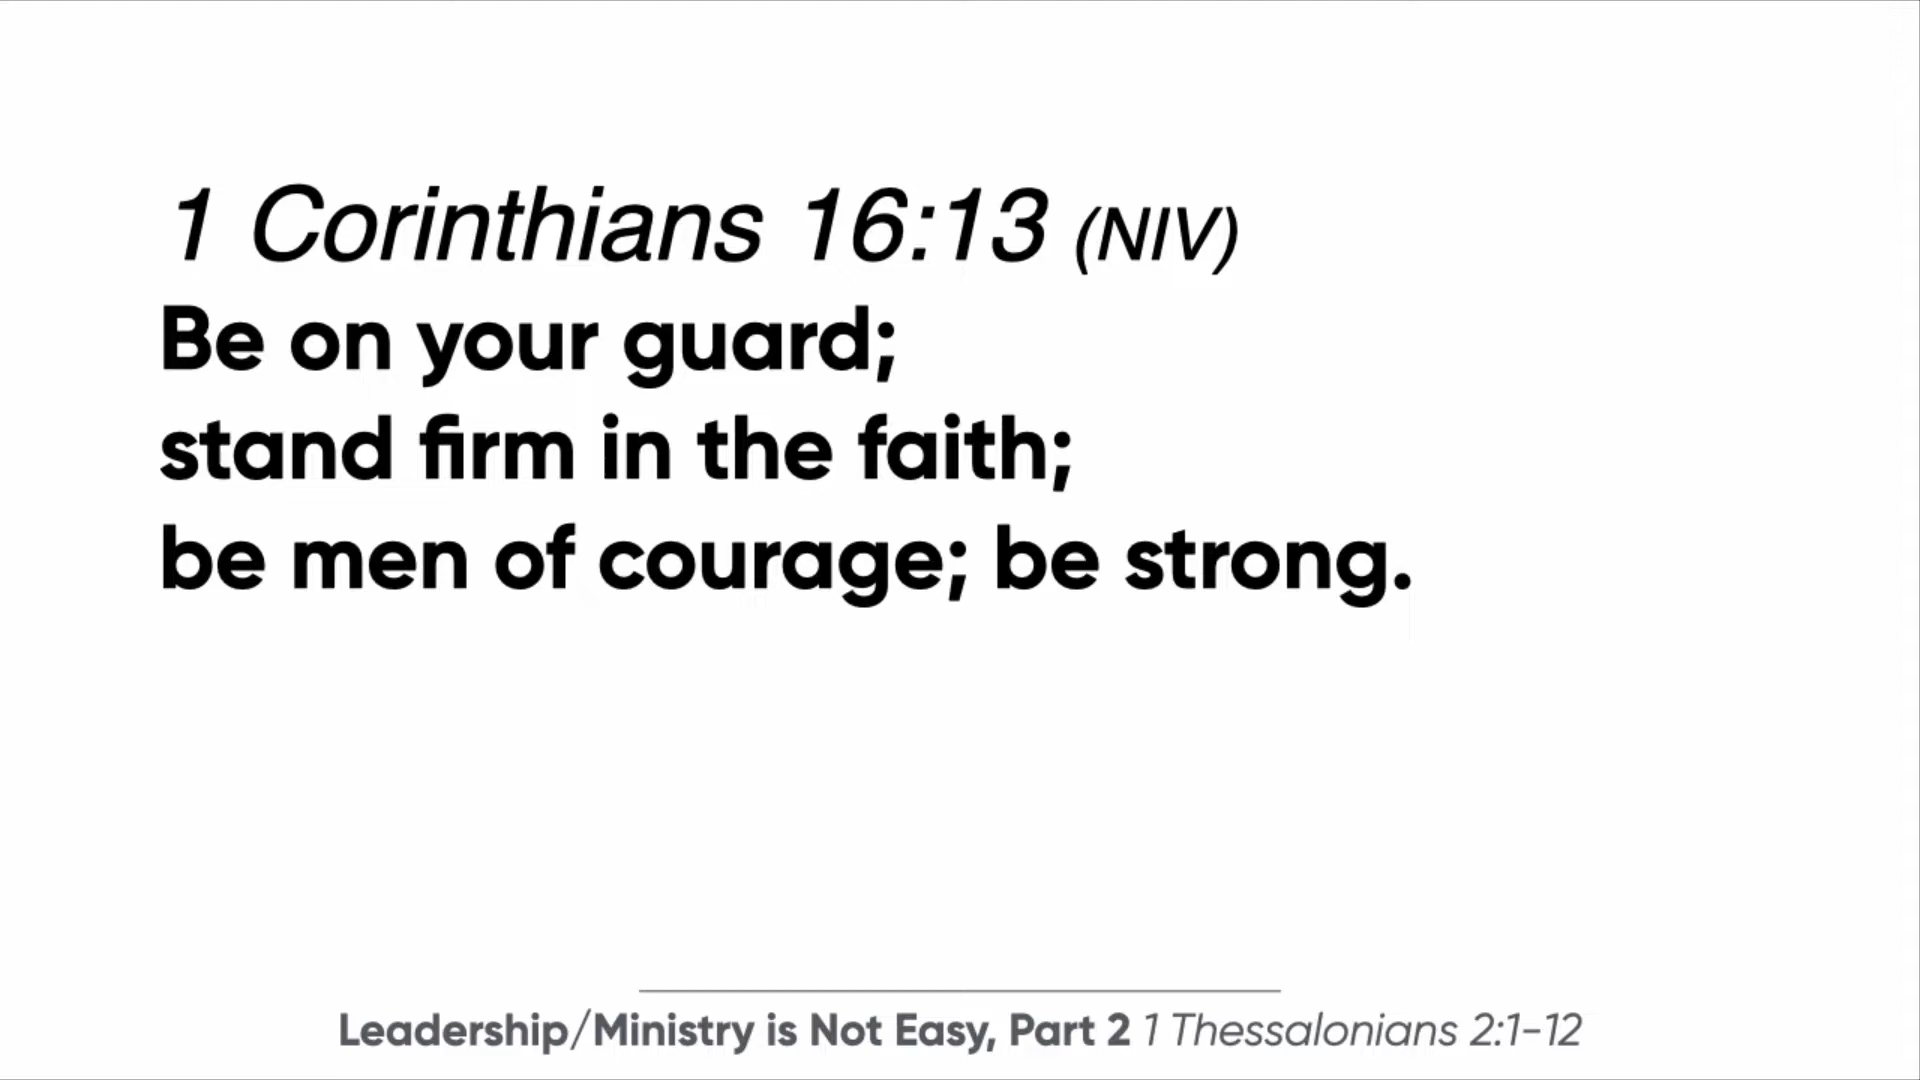 1 Corinthians 16:13 (NIV)
Be on your guard;
stand firm in the faith;
be men of courage; be strong.
Leadership/Ministry is Not Easy, Part 2 1 Thessalonians 2:1–12